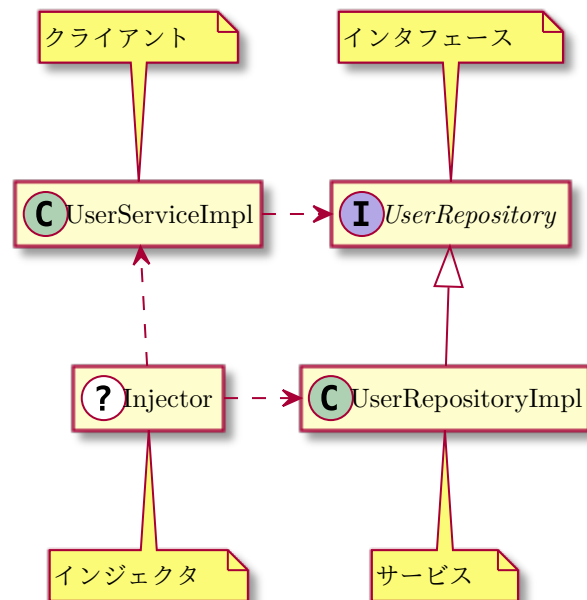 クライアント
インタフェース
C UserServiceImpl
I UserRepository
? Injector
C UserRepositoryImpl
インジェクタ
サービス